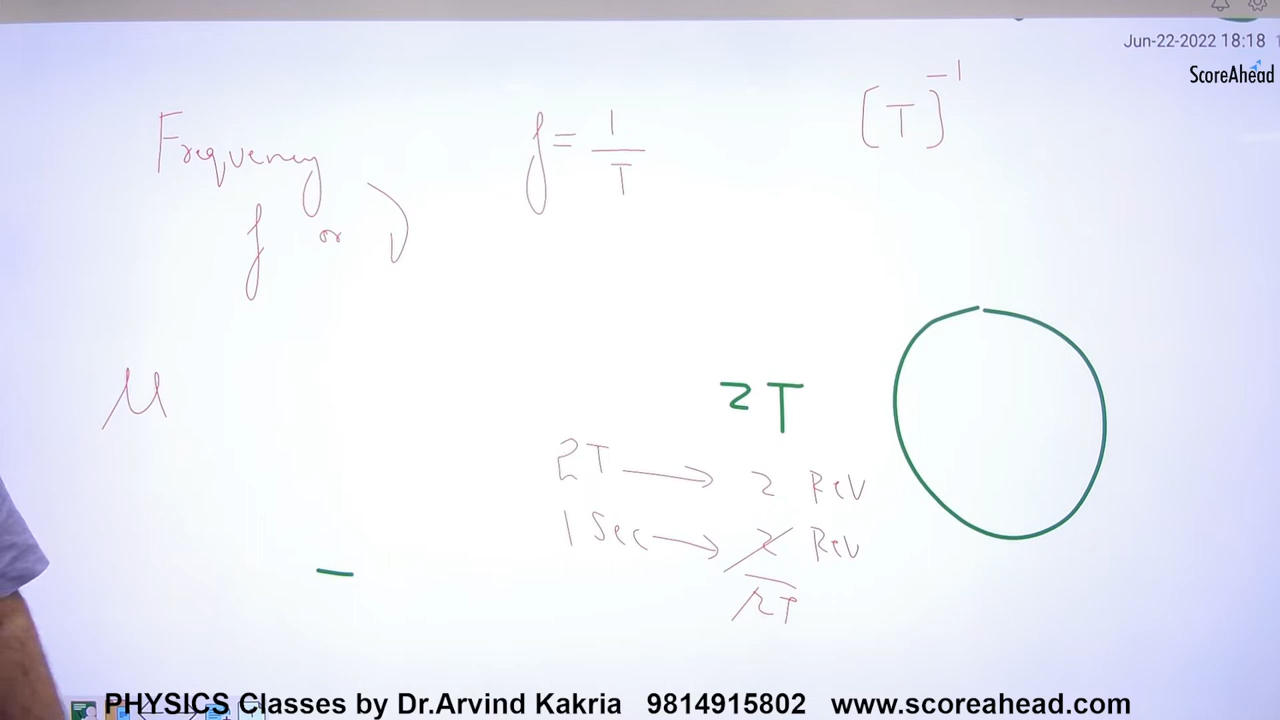 Jun-22-2022 18:18
ScoreAhead
[T]⁻¹
Frequency
f = 1/T
f or ν
μ
2T
2T → 2 Rev
1 Sec → 2/2T Rev
PHYSICS Classes by Dr.Arvind Kakria 9814915802 www.scoreahead.com